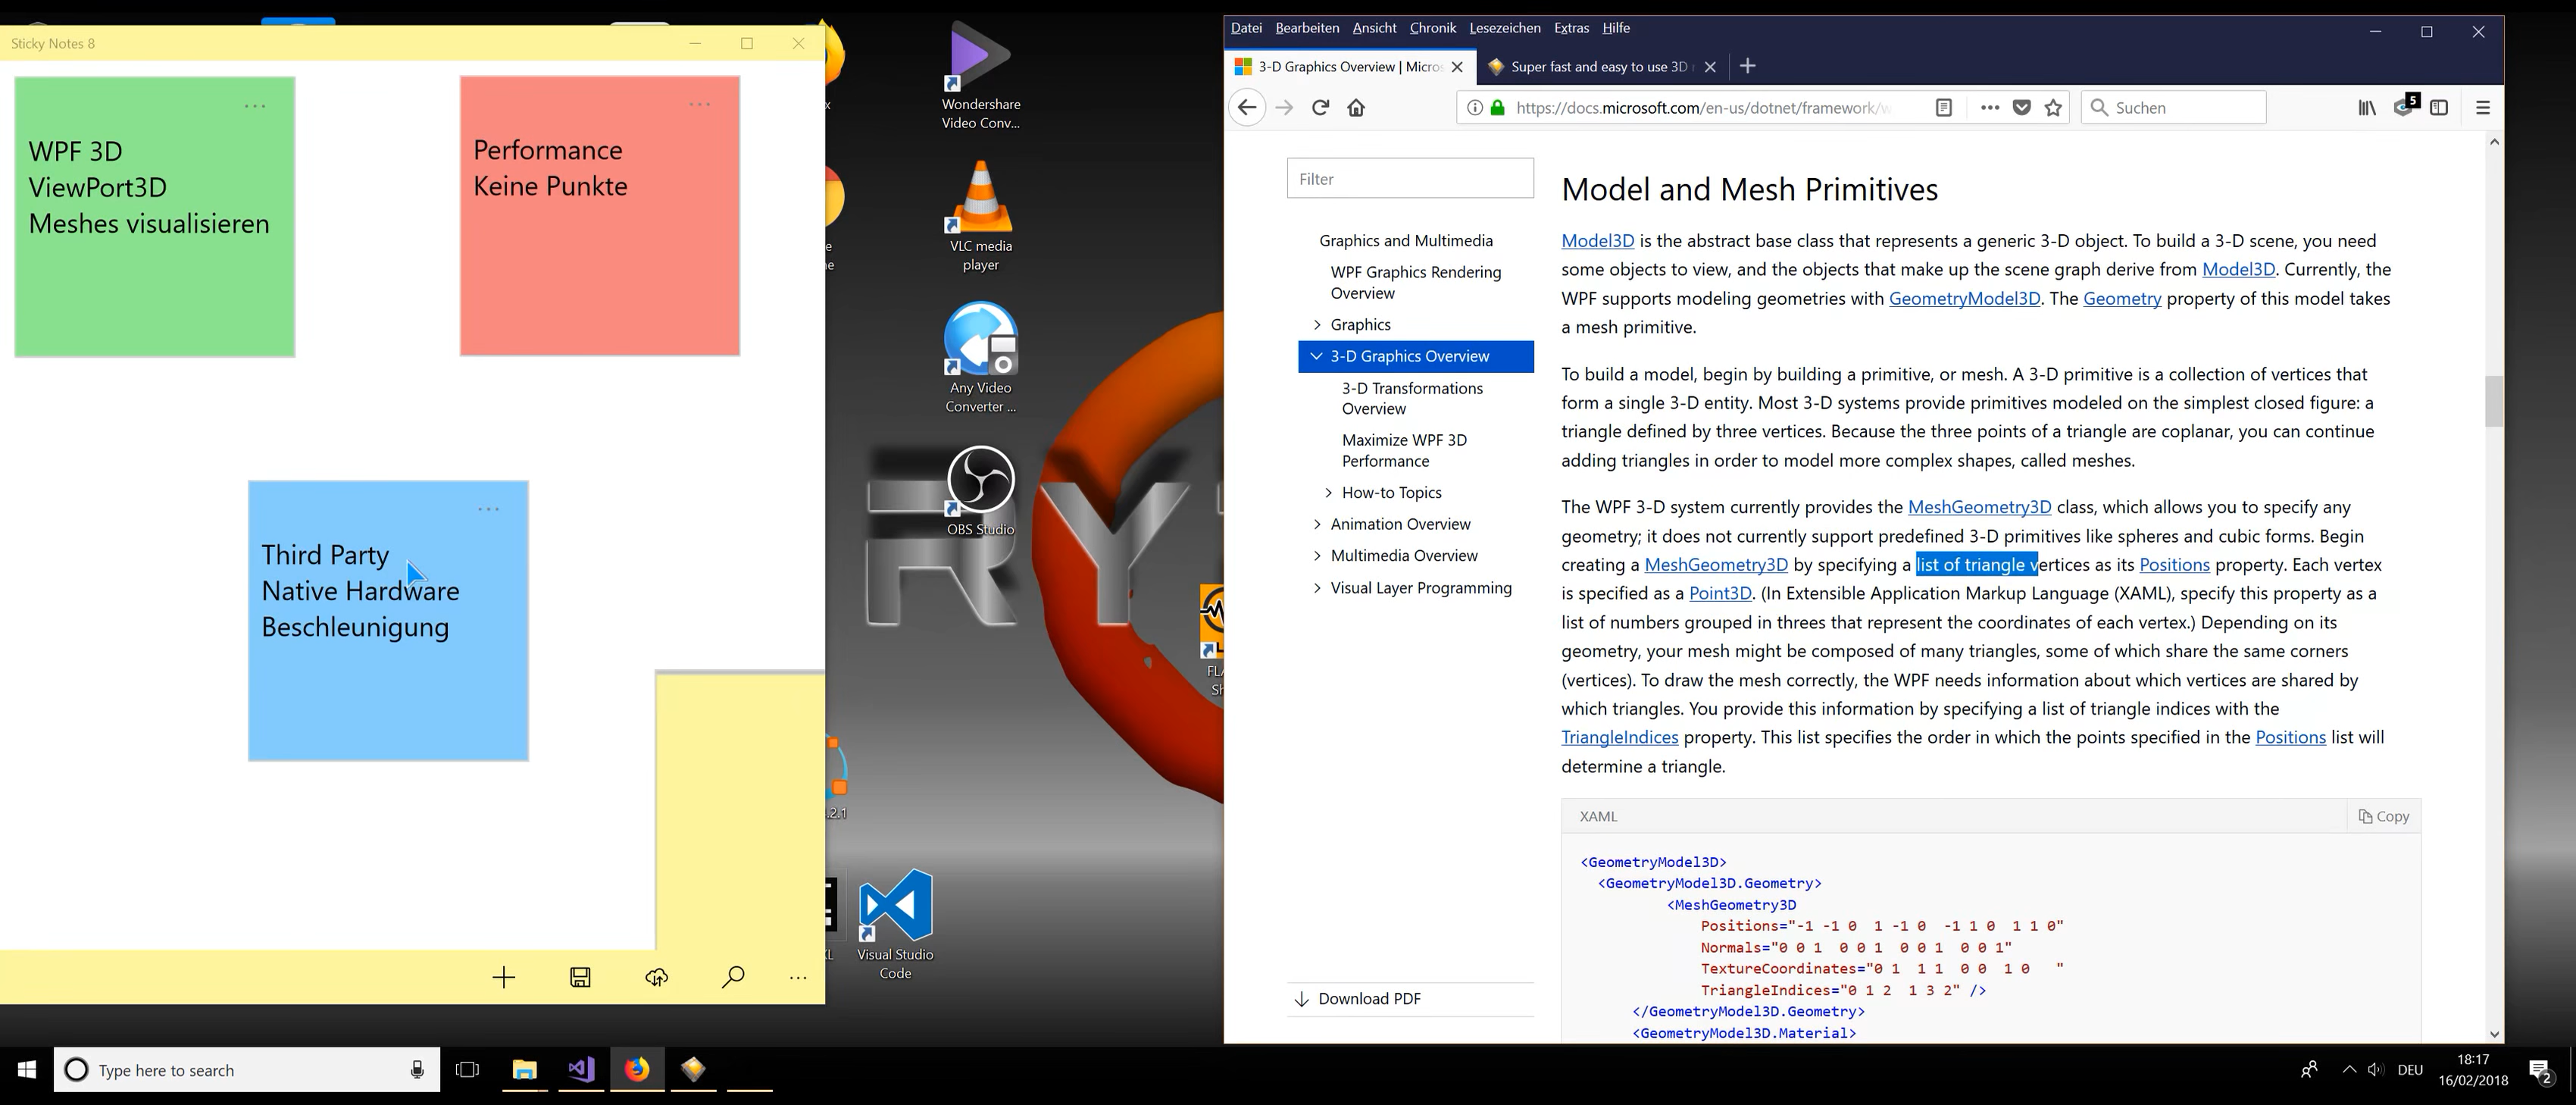 Sticky Notes 8
WPF 3D
ViewPort3D
Meshes visualisieren
Performance
Keine Punkte
Third Party
Native Hardware
Beschleunigung
Wondershare
Video Conv...
VLC media
player
Any Video
Converter ...
OBS Studio
RY
Visual Studio
Code
Type here to search
Datei Bearbeiten Ansicht Chronik Lesezeichen Extras Hilfe
3-D Graphics Overview | Micros
Super fast and easy to use 3D
https://docs.microsoft.com/en-us/dotnet/framework/w
Suchen
5
Filter
Graphics and Multimedia
WPF Graphics Rendering
Overview
Graphics
3-D Graphics Overview
3-D Transformations
Overview
Maximize WPF 3D
Performance
How-to Topics
Animation Overview
Multimedia Overview
Visual Layer Programming
Download PDF
Model and Mesh Primitives
Model3D is the abstract base class that represents a generic 3-D object. To build a 3-D scene, you need
some objects to view, and the objects that make up the scene graph derive from Model3D. Currently, the
WPF supports modeling geometries with GeometryModel3D. The Geometry property of this model takes
a mesh primitive.
To build a model, begin by building a primitive, or mesh. A 3-D primitive is a collection of vertices that
form a single 3-D entity. Most 3-D systems provide primitives modeled on the simplest closed figure: a
triangle defined by three vertices. Because the three points of a triangle are coplanar, you can continue
adding triangles in order to model more complex shapes, called meshes.
The WPF 3-D system currently provides the MeshGeometry3D class, which allows you to specify any
geometry; it does not currently support predefined 3-D primitives like spheres and cubic forms. Begin
creating a MeshGeometry3D by specifying a list of triangle vertices as its Positions property. Each vertex
is specified as a Point3D. (In Extensible Application Markup Language (XAML), specify this property as a
list of numbers grouped in threes that represent the coordinates of each vertex.) Depending on its
geometry, your mesh might be composed of many triangles, some of which share the same corners
(vertices). To draw the mesh correctly, the WPF needs information about which vertices are shared by
which triangles. You provide this information by specifying a list of triangle indices with the
TriangleIndices property. This list specifies the order in which the points specified in the Positions list will
determine a triangle.
XAML
Copy
<GeometryModel3D>
<GeometryModel3D.Geometry>
<MeshGeometry3D
Positions="-1 -1 0  1 -1 0  -1 1 0  1 1 0"
Normals="0 0 1  0 0 1  0 0 1  0 0 1"
TextureCoordinates="0 1  1 1  0 0  1 0   "
TriangleIndices="0 1 2  1 3 2" />
</GeometryModel3D.Geometry>
<GeometryModel3D.Material>
DEU
18:17
16/02/2018
2